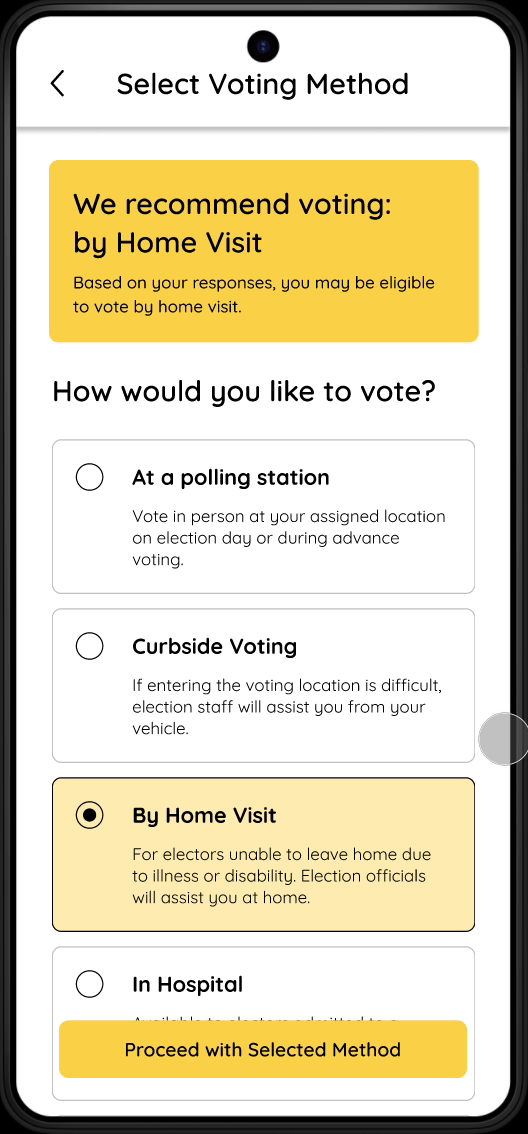 Select Voting Method
We recommend voting:
by Home Visit
Based on your responses, you may be eligible
to vote by home visit.
How would you like to vote?
At a polling station
Vote in person at your assigned location
on election day or during advance
voting.
Curbside Voting
If entering the voting location is difficult,
election staff will assist you from your
vehicle.
By Home Visit
For electors unable to leave home due
to illness or disability. Election officials
will assist you at home.
In Hospital
Proceed with Selected Method